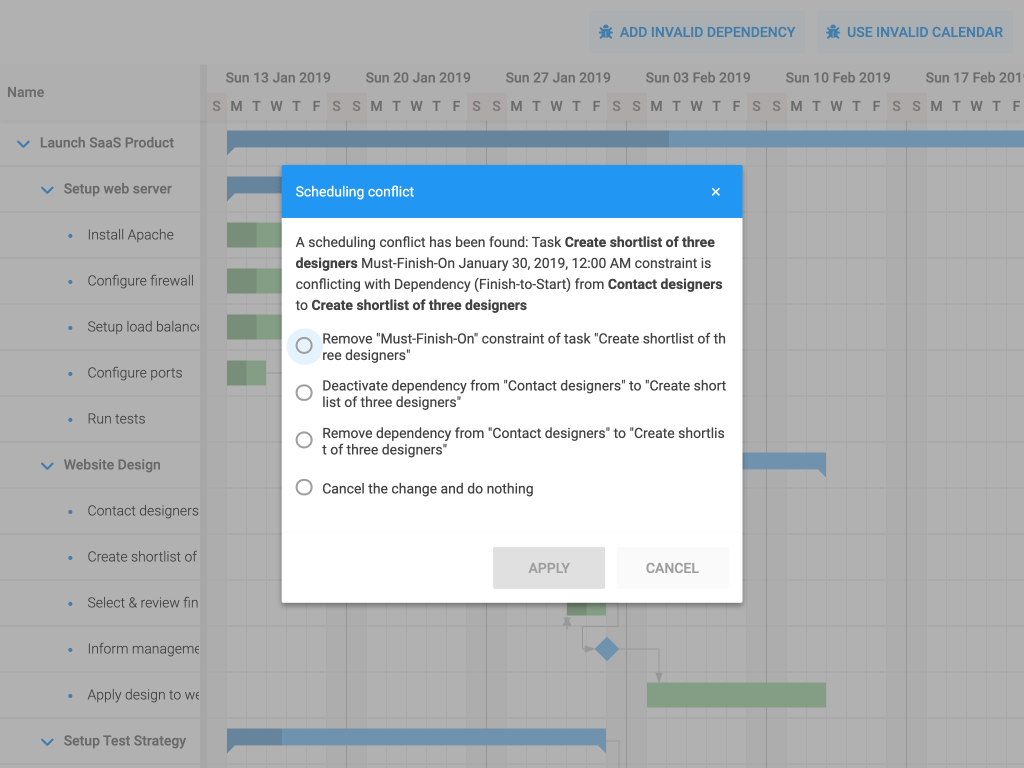 ADD INVALID DEPENDENCY USE INVALID CALENDAR
Name
Sun 13 Jan 2019 Sun 20 Jan 2019 Sun 27 Jan 2019 Sun 03 Feb 2019 Sun 10 Feb 2019 Sun 17 Feb 2019
S M T W T F S S M T W T F S S M T W T F S S M T W T F S S M T W T F S S M T W T F
Launch SaaS Product
Setup web server
Install Apache
Configure firewall
Setup load balance
Configure ports
Run tests
Website Design
Contact designers
Create shortlist of
Select & review fin
Inform manageme
Apply design to we
Setup Test Strategy
Scheduling conflict
A scheduling conflict has been found: Task Create shortlist of three
designers Must-Finish-On January 30, 2019, 12:00 AM constraint is
conflicting with Dependency (Finish-to-Start) from Contact designers
to Create shortlist of three designers
Remove "Must-Finish-On" constraint of task "Create shortlist of th
ree designers"
Deactivate dependency from "Contact designers" to "Create short
list of three designers"
Remove dependency from "Contact designers" to "Create shortlis
t of three designers"
Cancel the change and do nothing
APPLY CANCEL